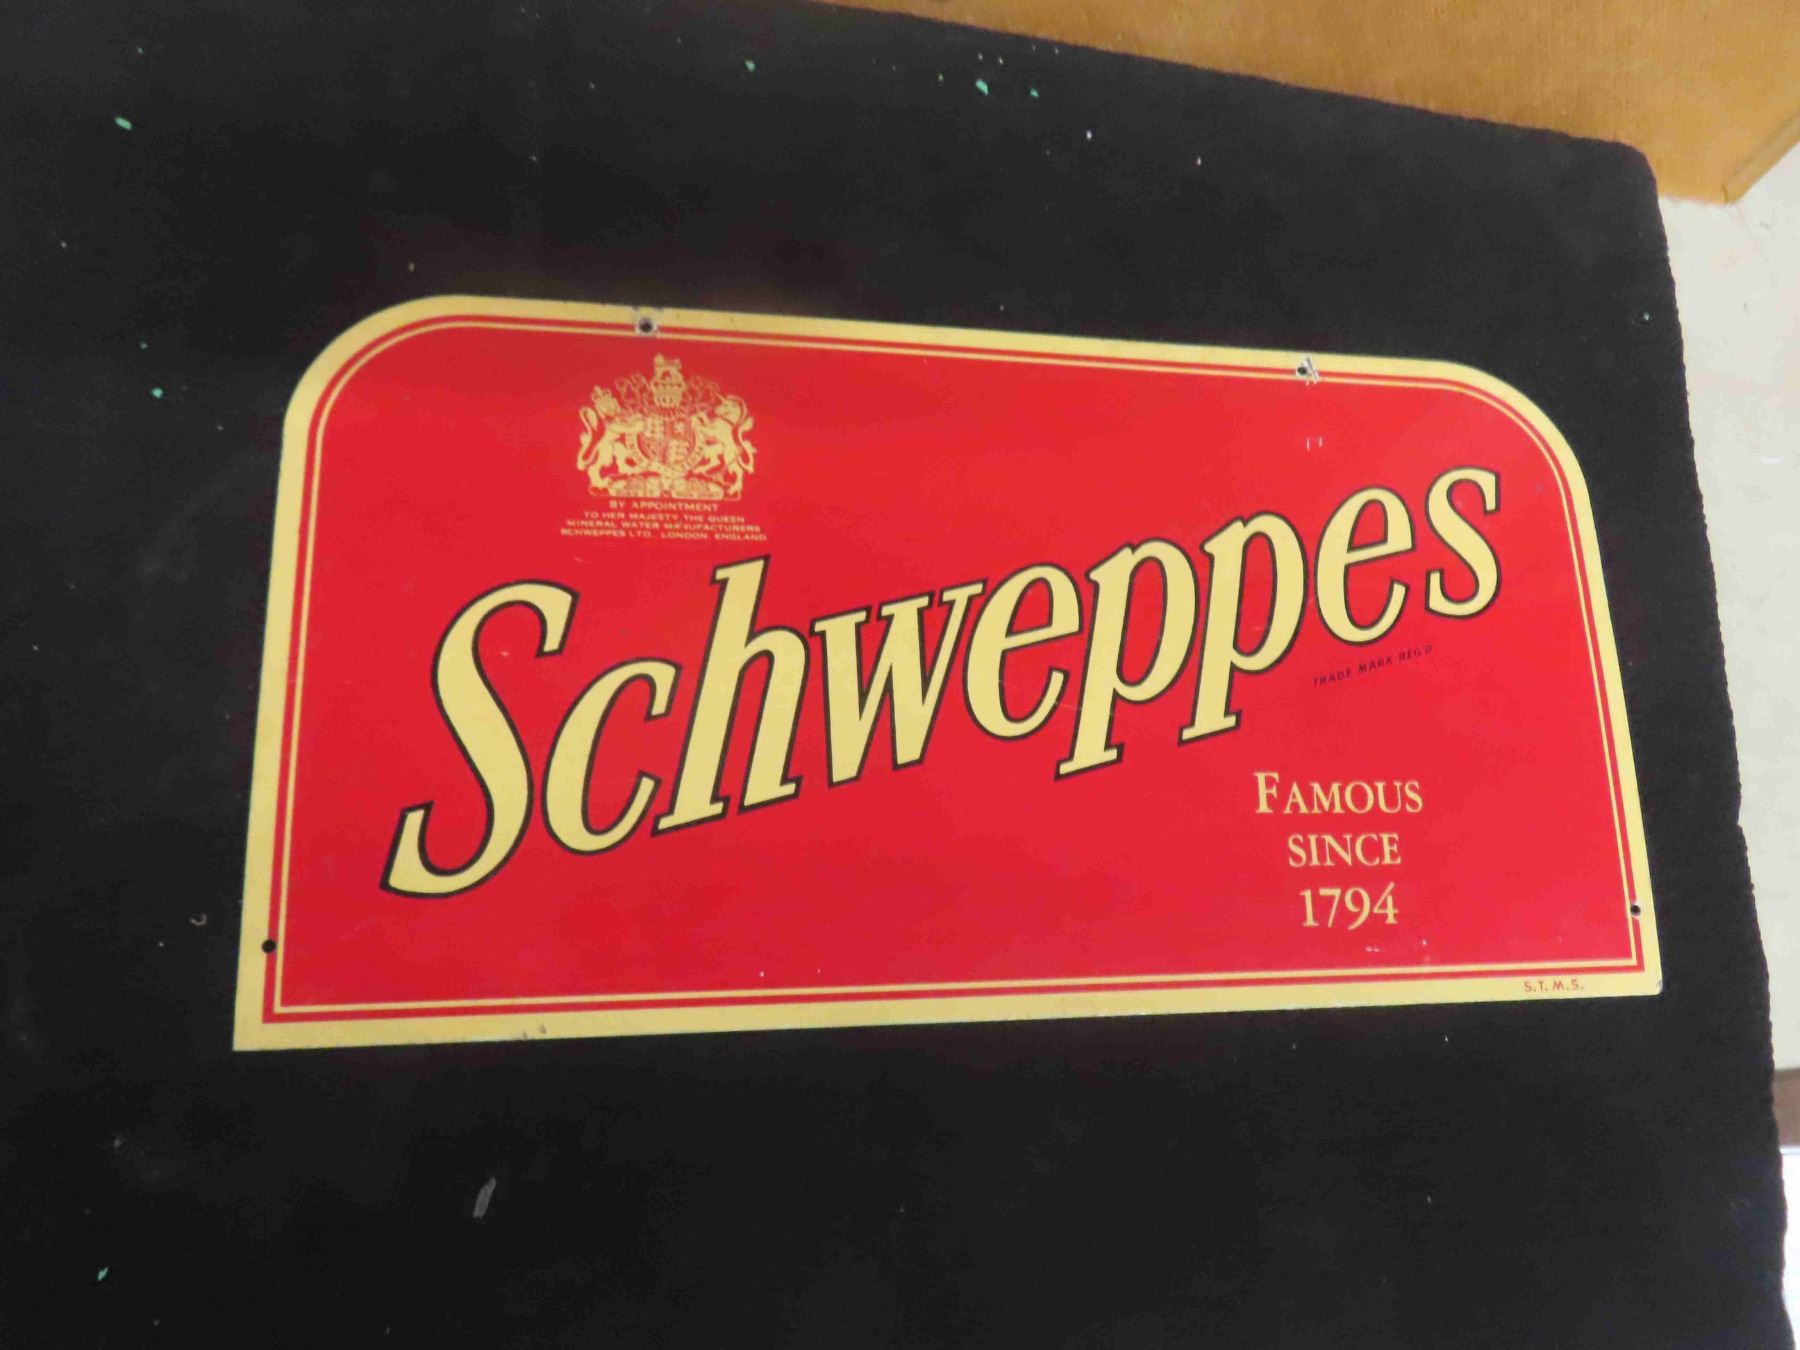 BY APPOINTMENT
TO HER MAJESTY THE QUEEN
MINERAL WATER MANUFACTURERS
SCHWEPPES LTD. LONDON, ENGLAND
Schweppes
TRADE MARK REG'D
FAMOUS
SINCE
1794
S.T.M.S.